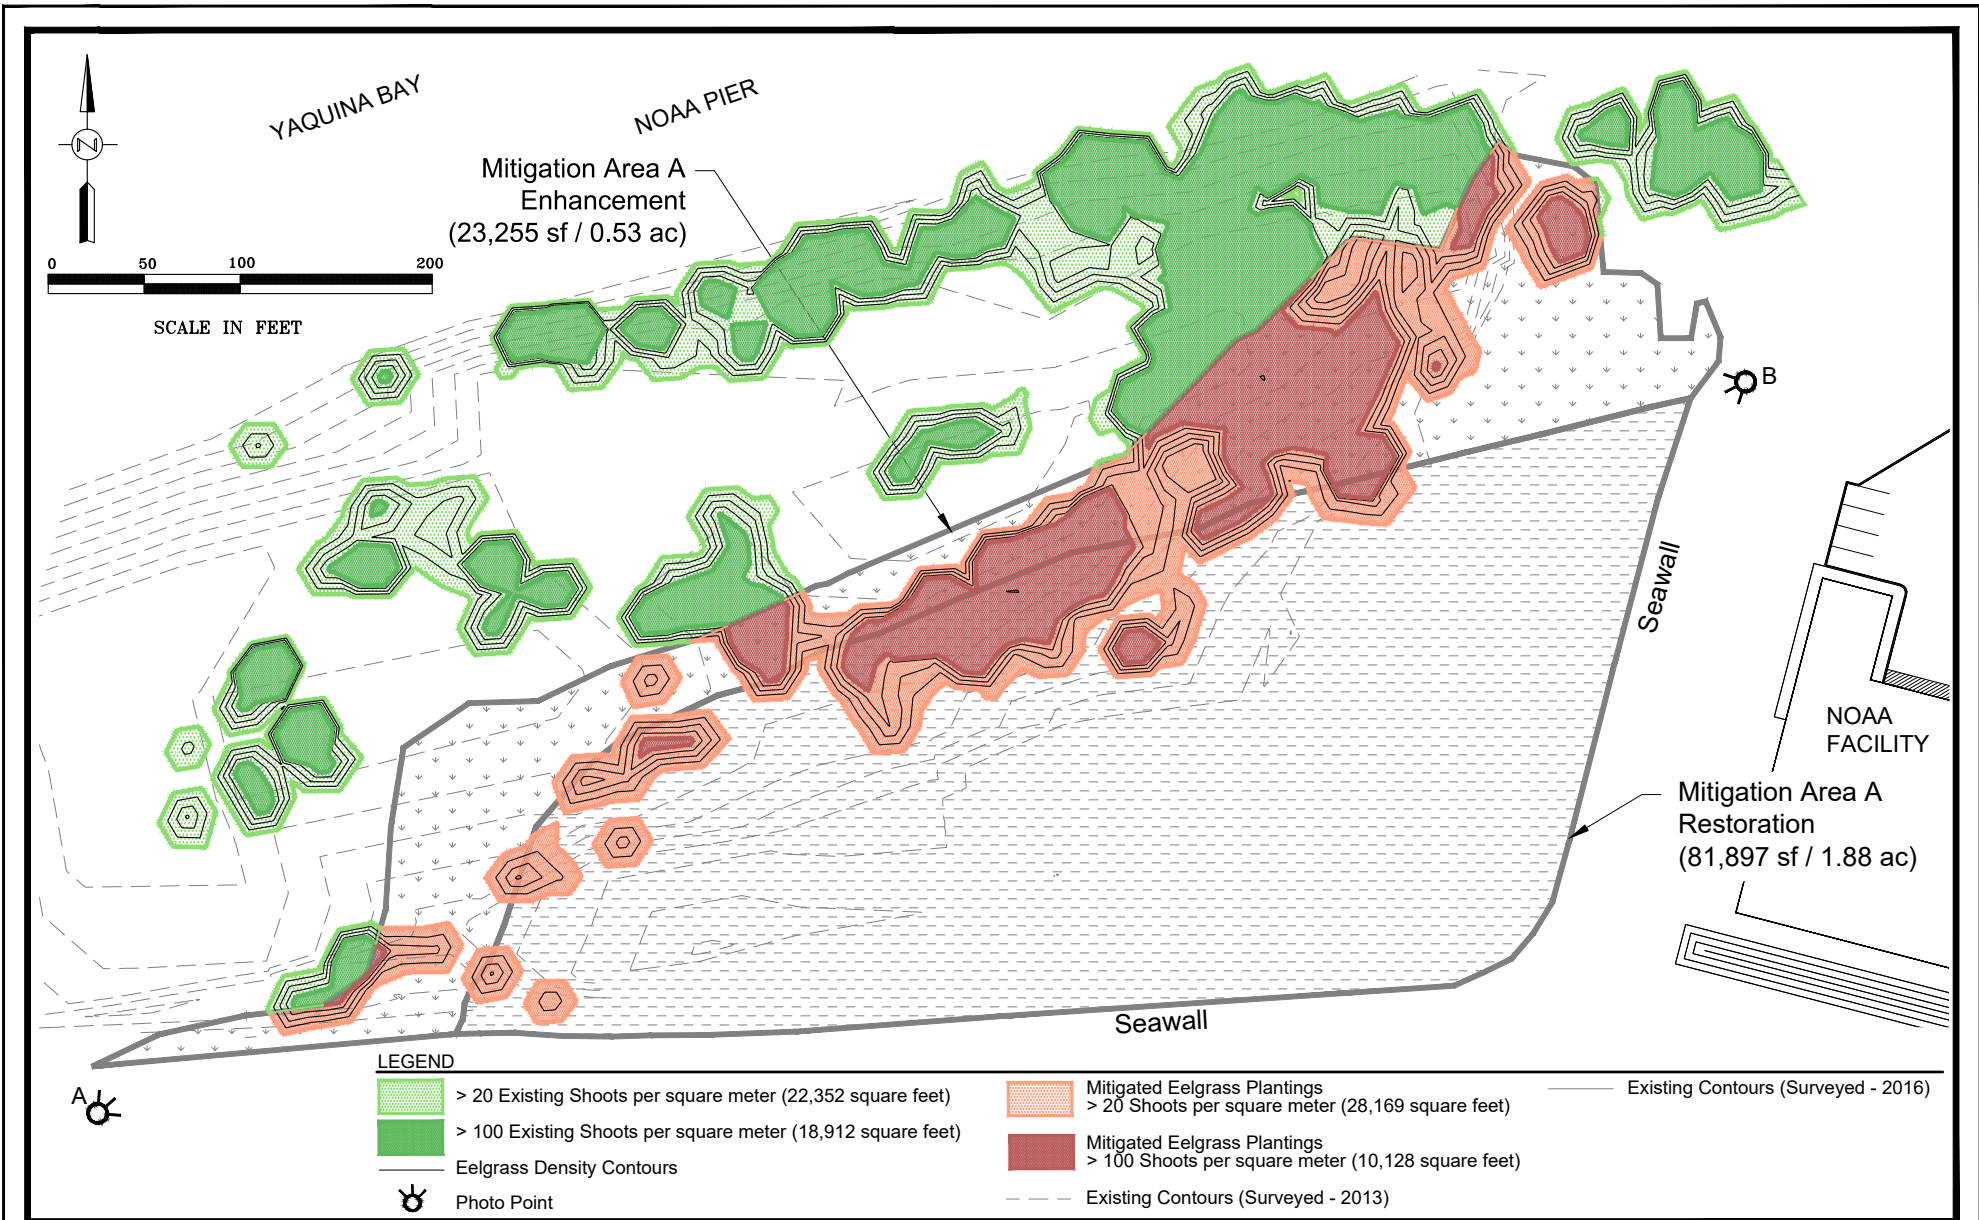 YAQUINA BAY
NOAA PIER
Mitigation Area A
Enhancement
(23,255 sf / 0.53 ac)
N
0 50 100 200
SCALE IN FEET
B
Seawall
NOAA
FACILITY
Mitigation Area A
Restoration
(81,897 sf / 1.88 ac)
Seawall
A
LEGEND
> 20 Existing Shoots per square meter (22,352 square feet)
> 100 Existing Shoots per square meter (18,912 square feet)
Eelgrass Density Contours
Photo Point
Mitigated Eelgrass Plantings
> 20 Shoots per square meter (28,169 square feet)
Mitigated Eelgrass Plantings
> 100 Shoots per square meter (10,128 square feet)
Existing Contours (Surveyed - 2013)
Existing Contours (Surveyed - 2016)